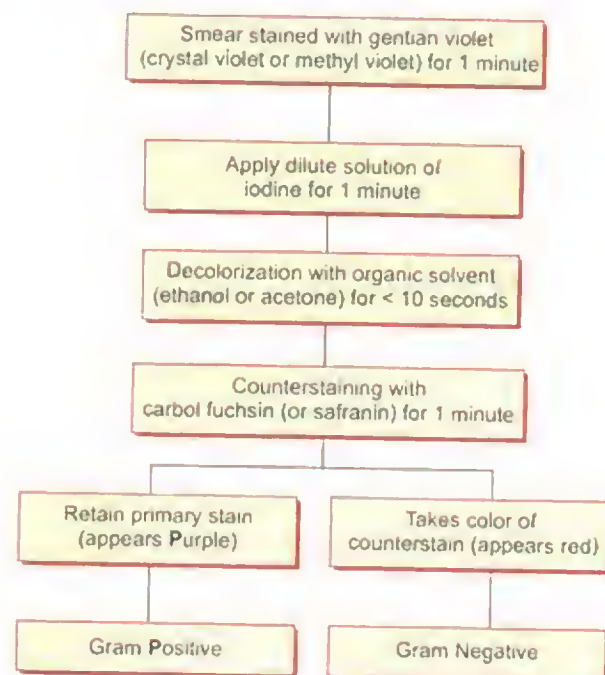 Smear stained with gentian violet
(crystal violet or methyl violet) for 1 minute
Apply dilute solution of
iodine for 1 minute
Decolorization with organic solvent
(ethanol or acetone) for < 10 seconds
Counterstaining with
carbol fuchsin (or safranin) for 1 minute
Retain primary stain
(appears Purple)
Takes color of
counterstain (appears red)
Gram Positive
Gram Negative